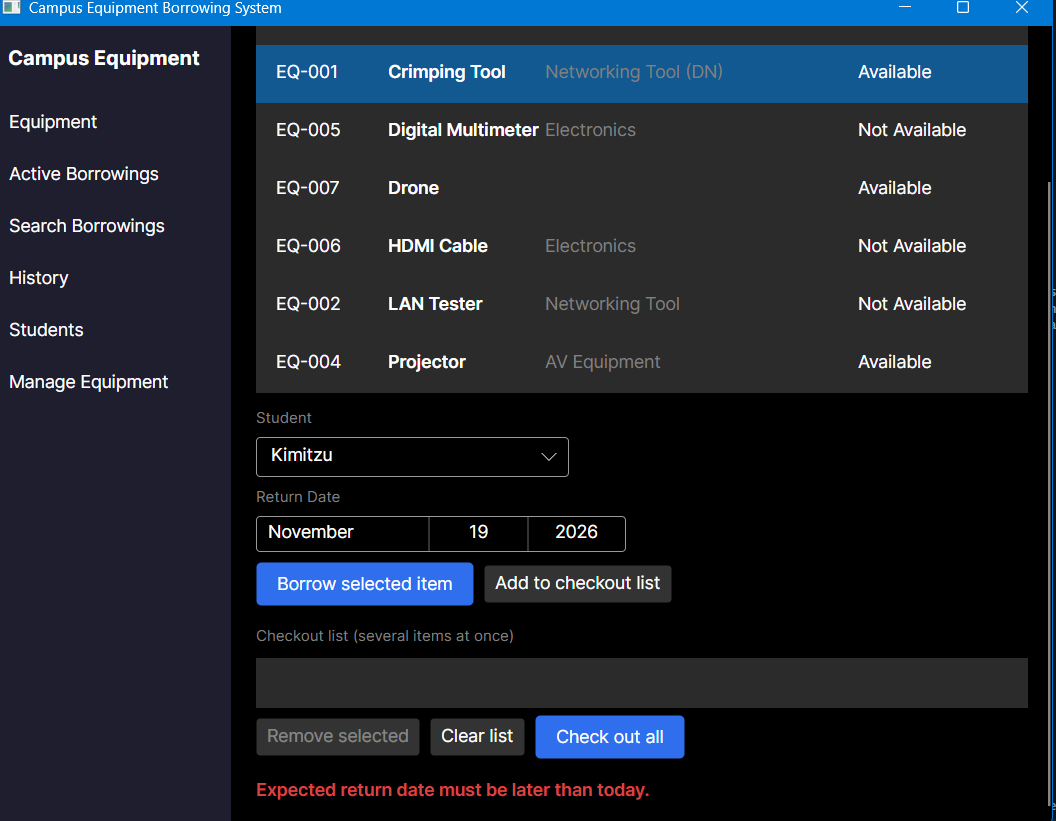 Campus Equipment Borrowing System
Campus Equipment
Equipment
Active Borrowings
Search Borrowings
History
Students
Manage Equipment
EQ-001 Crimping Tool Networking Tool (DN) Available
EQ-005 Digital Multimeter Electronics Not Available
EQ-007 Drone Available
EQ-006 HDMI Cable Electronics Not Available
EQ-002 LAN Tester Networking Tool Not Available
EQ-004 Projector AV Equipment Available
Student
Kimitzu
Return Date
November 19 2026
Borrow selected item Add to checkout list
Checkout list (several items at once)
Remove selected Clear list Check out all
Expected return date must be later than today.